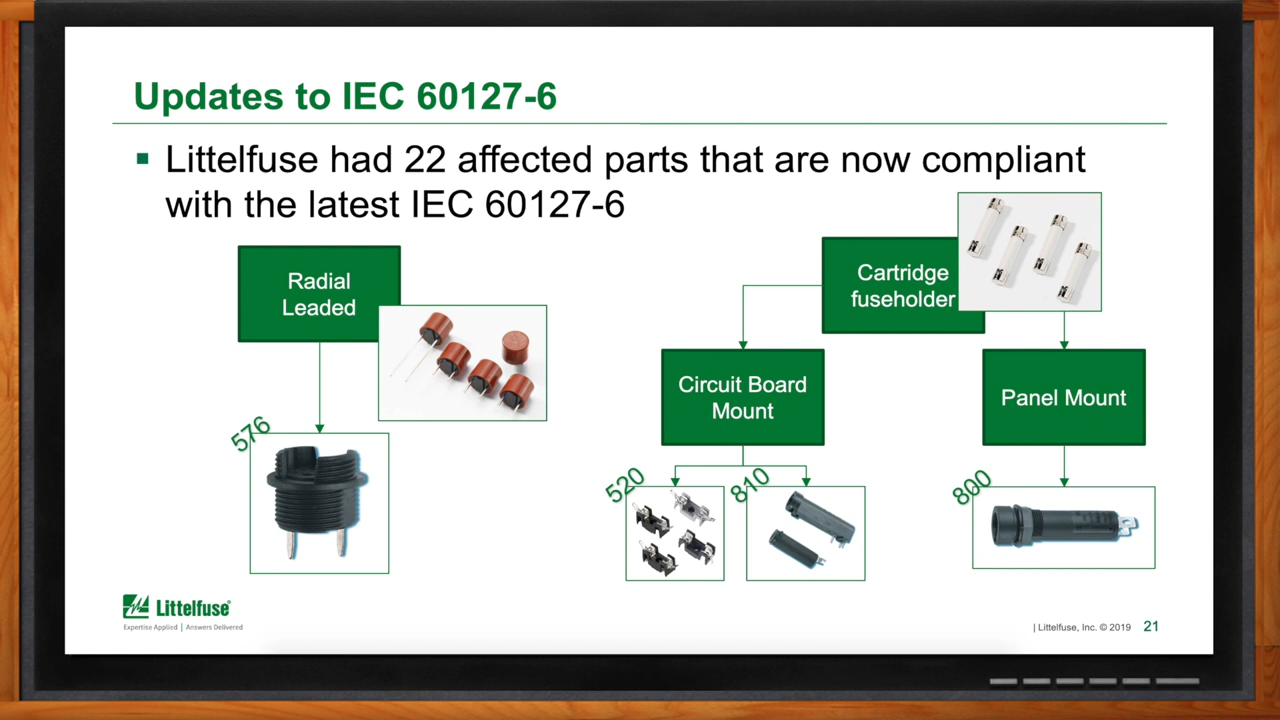 Updates to IEC 60127-6
▪ Littelfuse had 22 affected parts that are now compliant
with the latest IEC 60127-6
Radial
Leaded
Cartridge
fuseholder
Circuit Board
Mount
Panel Mount
576
520
810
800
Littelfuse®
Expertise Applied | Answers Delivered
| Littelfuse, Inc. © 2019 21